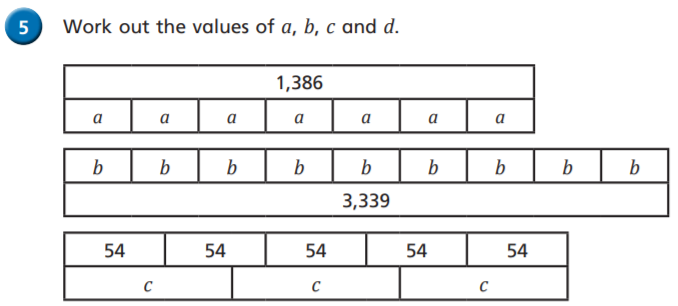 5 Work out the values of a, b, c and d.
1,386
a a a a a a a
b b b b b b b b b
3,339
54 54 54 54 54
c c c